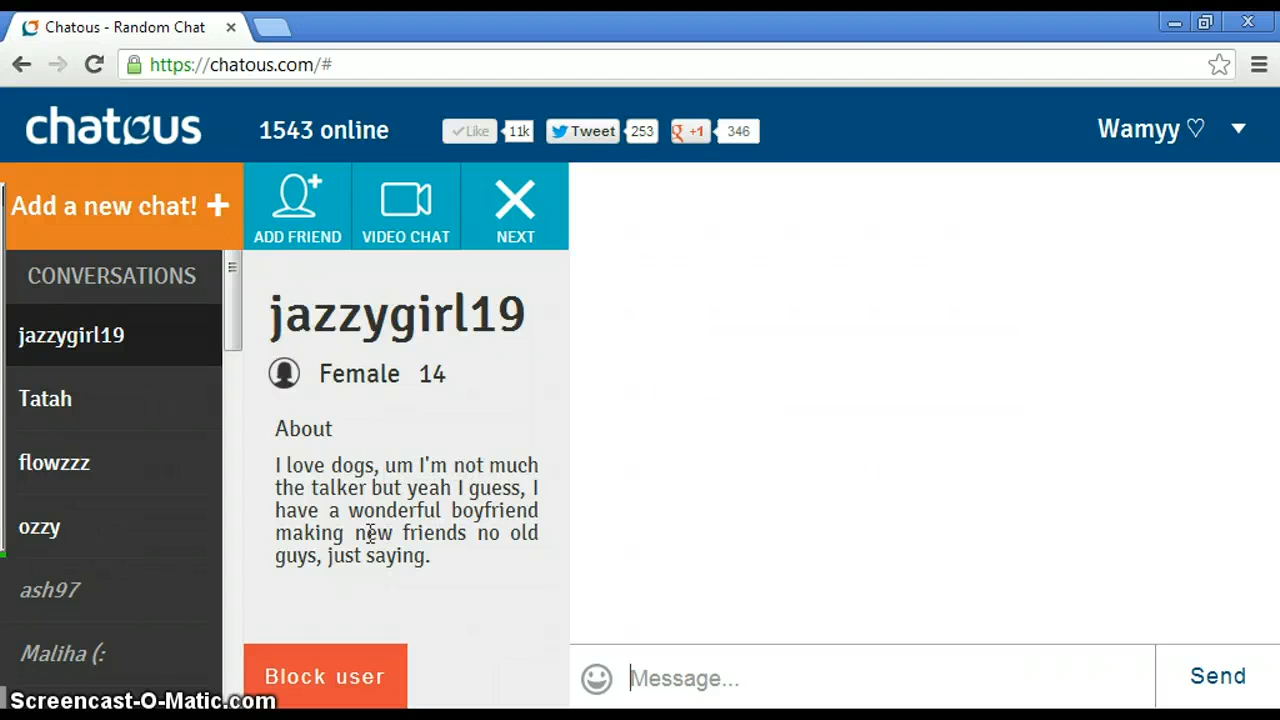 Chatous - Random Chat
https://chatous.com/#
chatous
1543 online
Like 11k Tweet 253 +1 346
Wamyy ♡
Add a new chat! +
ADD FRIEND
VIDEO CHAT
NEXT
CONVERSATIONS
jazzygirl19
Tatah
flowzzz
ozzy
ash97
Maliha (:
jazzygirl19
Female 14
About
I love dogs, um I'm not much
the talker but yeah I guess, I
have a wonderful boyfriend
making new friends no old
guys, just saying.
Block user
Message...
Send
Screencast-O-Matic.com